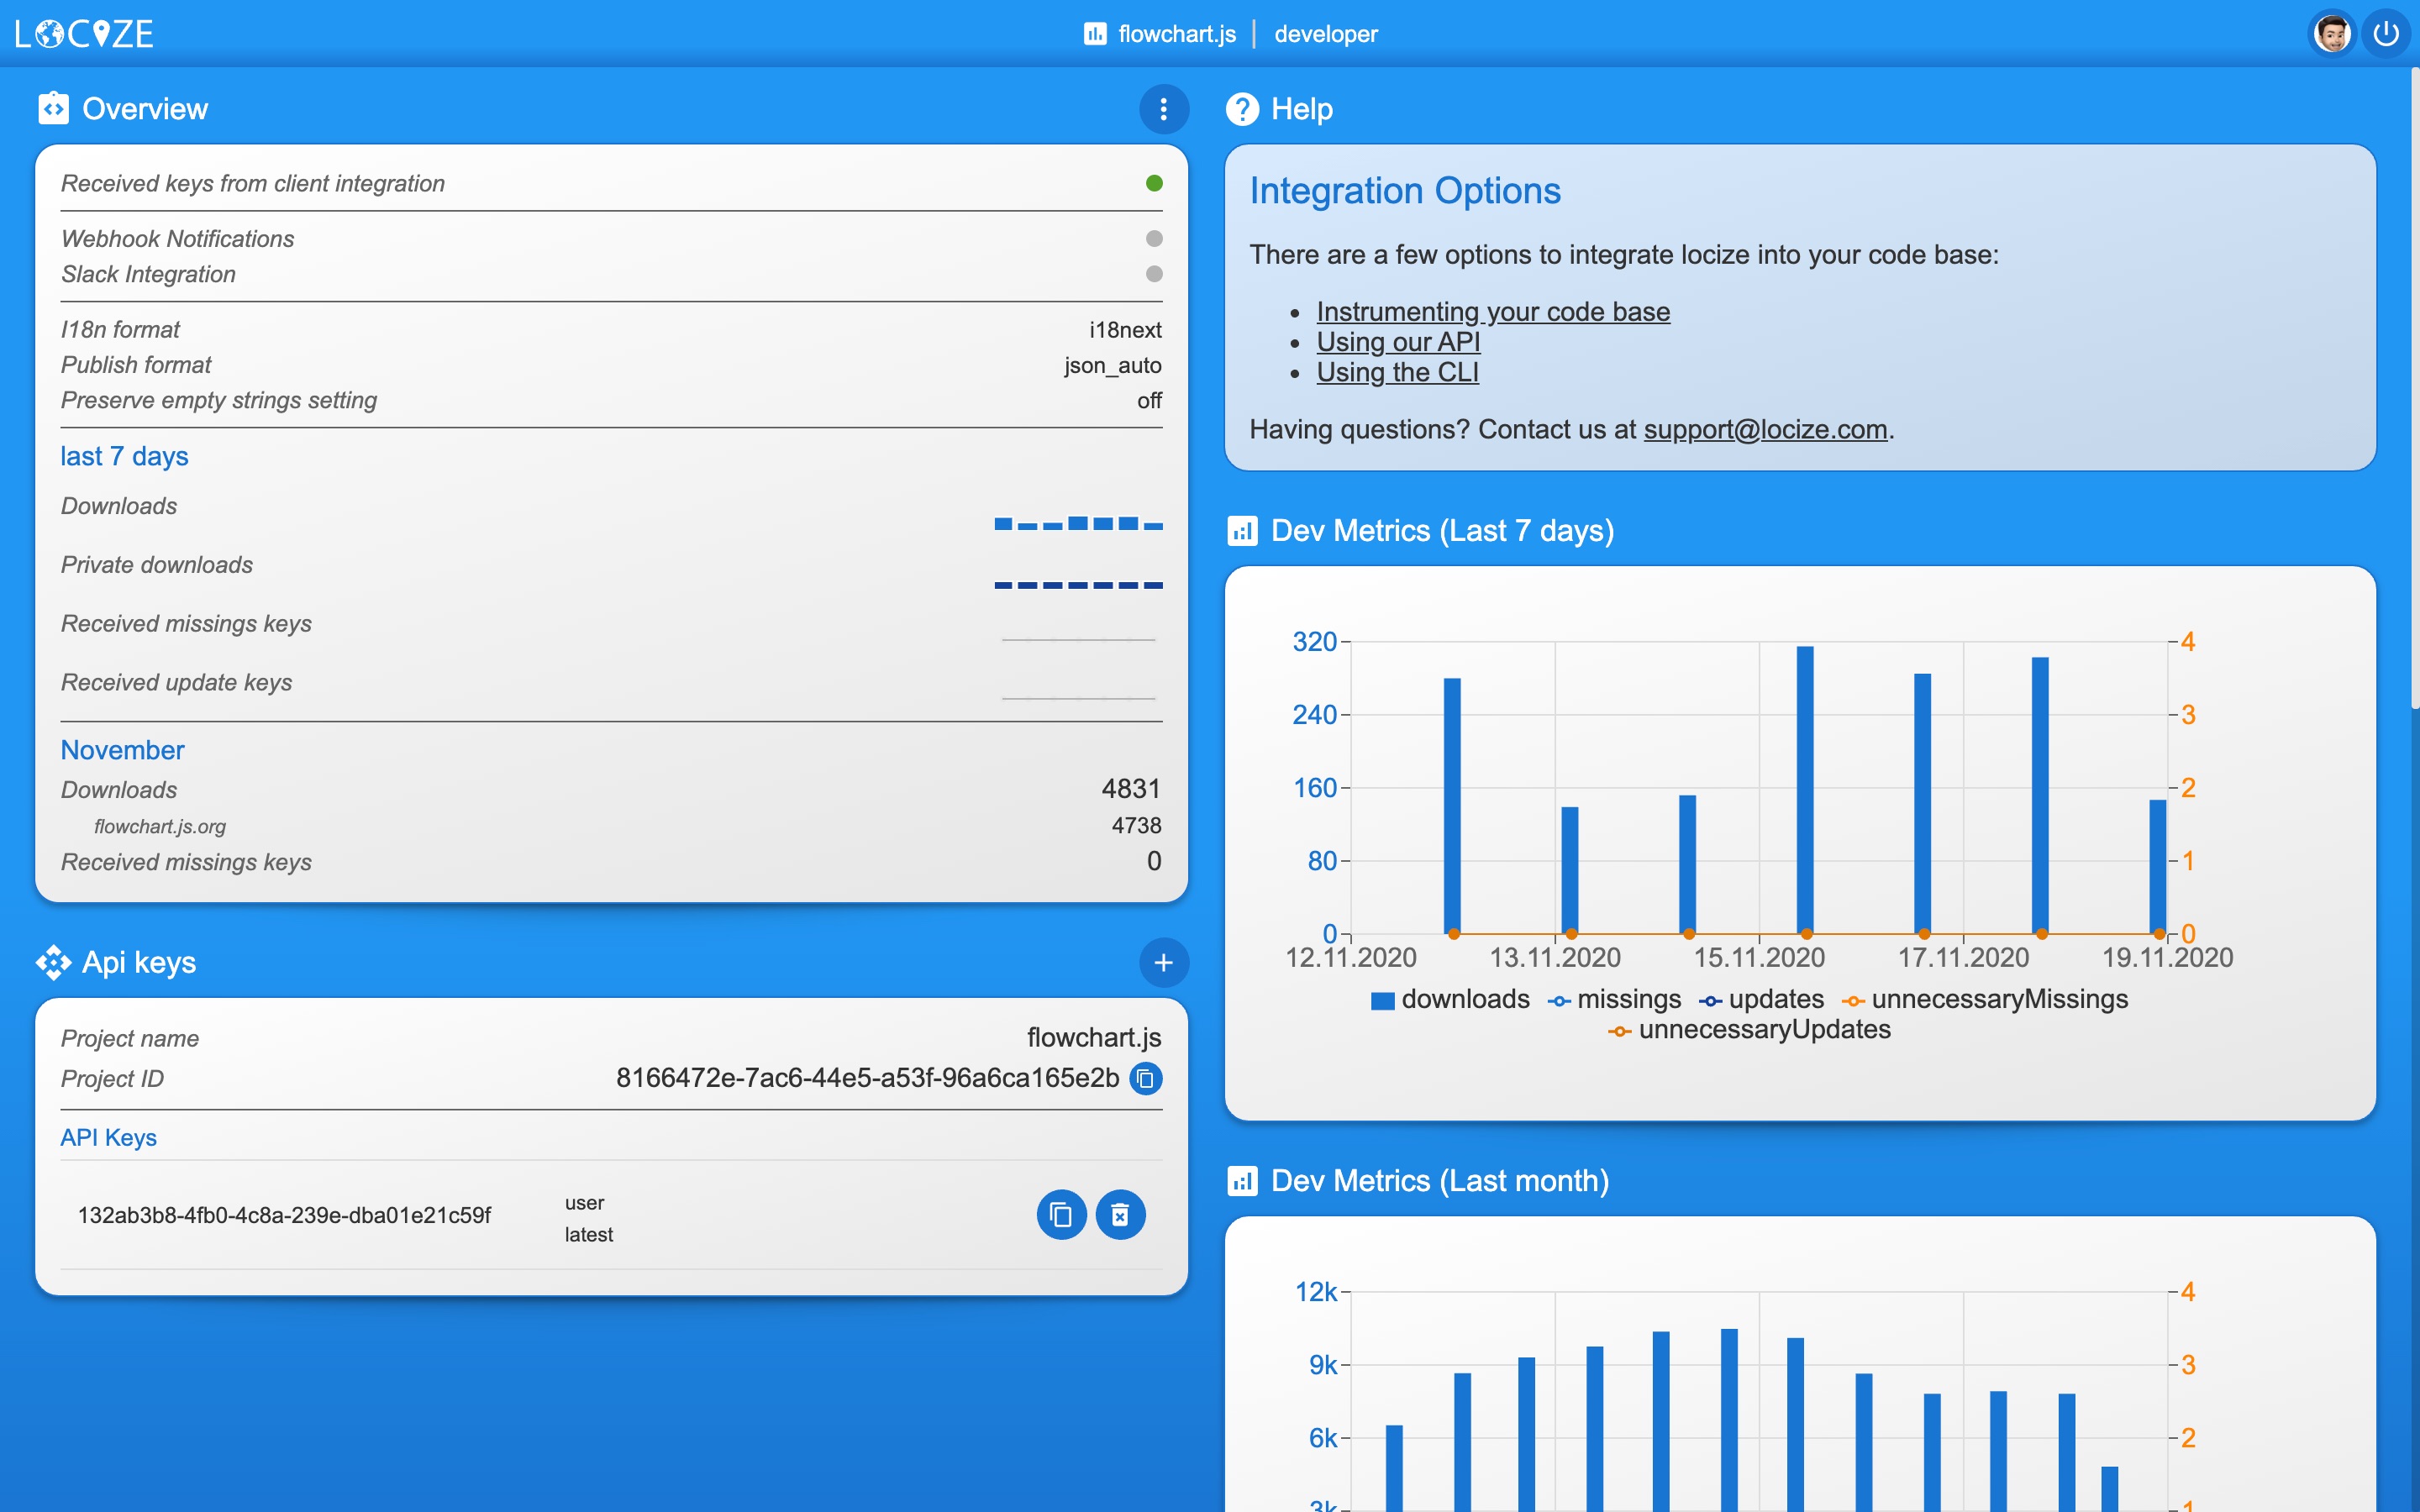 LOCIZE
flowchart.js | developer
Overview
Received keys from client integration
Webhook Notifications
Slack Integration
I18n format i18next
Publish format json_auto
Preserve empty strings setting off
last 7 days
Downloads
Private downloads
Received missings keys
Received update keys
November
Downloads 4831
flowchart.js.org 4738
Received missings keys 0
Api keys
Project name flowchart.js
Project ID 8166472e-7ac6-44e5-a53f-96a6ca165e2b
API Keys
132ab3b8-4fb0-4c8a-239e-dba01e21c59f user
latest
Help
Integration Options
There are a few options to integrate locize into your code base:
• Instrumenting your code base
• Using our API
• Using the CLI
Having questions? Contact us at support@locize.com.
Dev Metrics (Last 7 days)
320 4
240 3
160 2
80 1
0 0
12.11.2020 13.11.2020 15.11.2020 17.11.2020 19.11.2020
downloads missings updates unnecessaryMissings
unnecessaryUpdates
Dev Metrics (Last month)
12k 4
9k 3
6k 2
3k 1